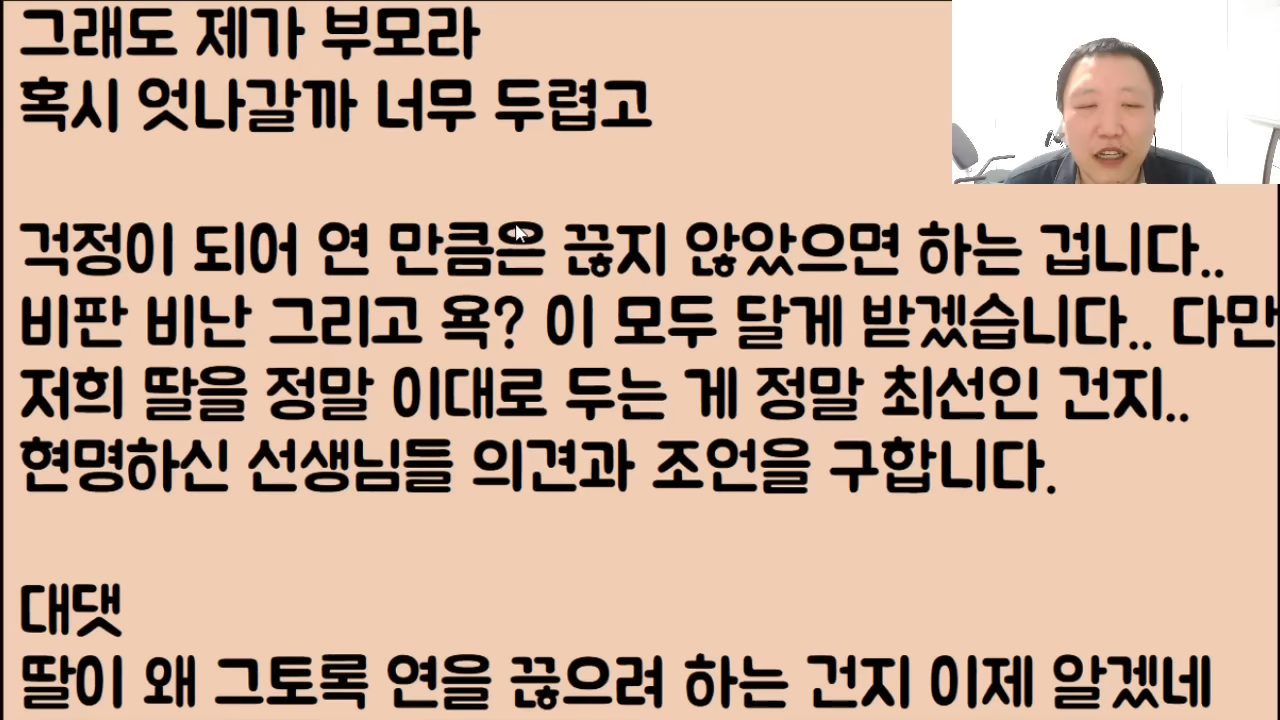 그래도 제가 부모라
혹시 엇나갈까 너무 두렵고
걱정이 되어 연 만큼은 끊지 않았으면 하는 겁니다..
비판 비난 그리고 욕? 이 모두 달게 받겠습니다.. 다만
저희 딸을 정말 이대로 두는 게 정말 최선인 건지..
현명하신 선생님들 의견과 조언을 구합니다.
대댓
딸이 왜 그토록 연을 끊으려 하는 건지 이제 알겠네